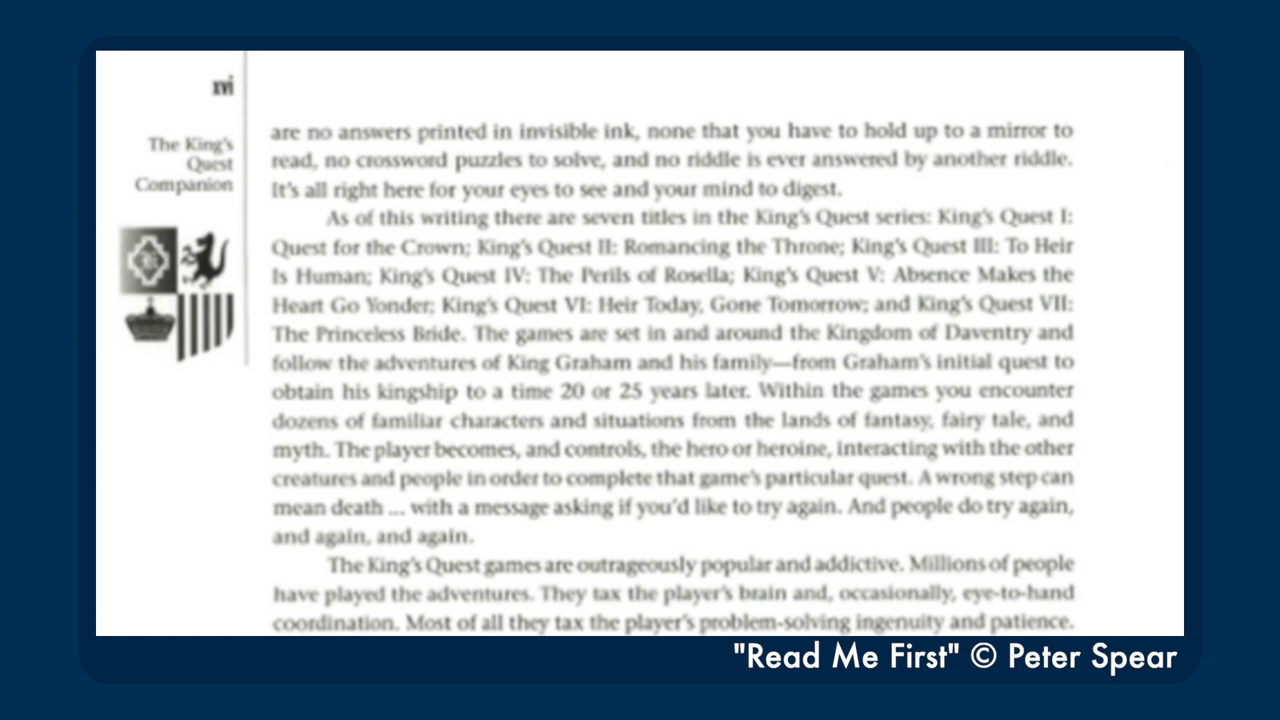 xvi
The King's
Quest
Companion
are no answers printed in invisible ink, none that you have to hold up to a mirror to
read, no crossword puzzles to solve, and no riddle is ever answered by another riddle.
It's all right here for your eyes to see and your mind to digest.
As of this writing there are seven titles in the King's Quest series: King's Quest I:
Quest for the Crown; King's Quest II: Romancing the Throne; King's Quest III: To Heir
Is Human; King's Quest IV: The Perils of Rosella; King's Quest V: Absence Makes the
Heart Go Yonder; King's Quest VI: Heir Today, Gone Tomorrow; and King's Quest VII:
The Princeless Bride. The games are set in and around the Kingdom of Daventry and
follow the adventures of King Graham and his family—from Graham's initial quest to
obtain his kingship to a time 20 or 25 years later. Within the games you encounter
dozens of familiar characters and situations from the lands of fantasy, fairy tale, and
myth. The player becomes, and controls, the hero or heroine, interacting with the other
creatures and people in order to complete that game's particular quest. A wrong step can
mean death ... with a message asking if you'd like to try again. And people do try again,
and again, and again.
The King's Quest games are outrageously popular and addictive. Millions of people
have played the adventures. They tax the player's brain and, occasionally, eye-to-hand
coordination. Most of all they tax the player's problem-solving ingenuity and patience.
"Read Me First" © Peter Spear